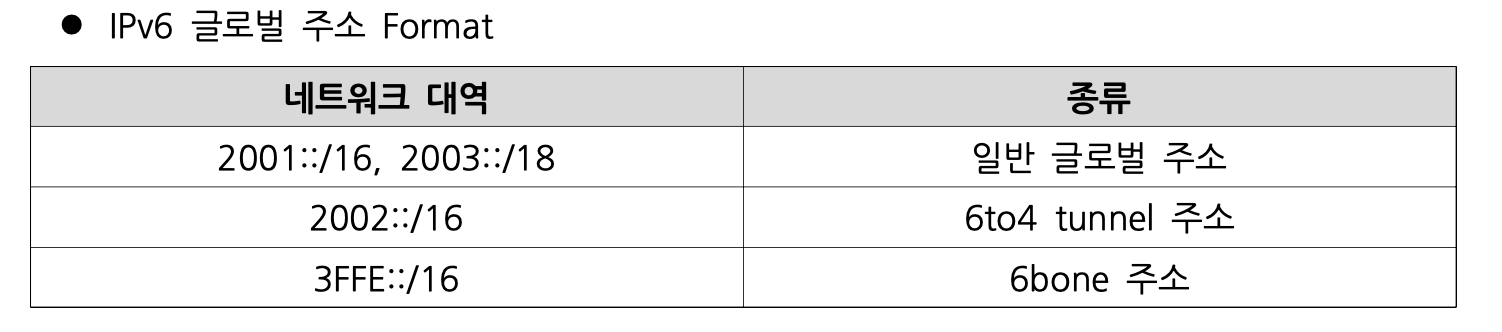 ● IPv6 글로벌 주소 Format
네트워크 대역 종류
2001::/16, 2003::/18 일반 글로벌 주소
2002::/16 6to4 tunnel 주소
3FFE::/16 6bone 주소